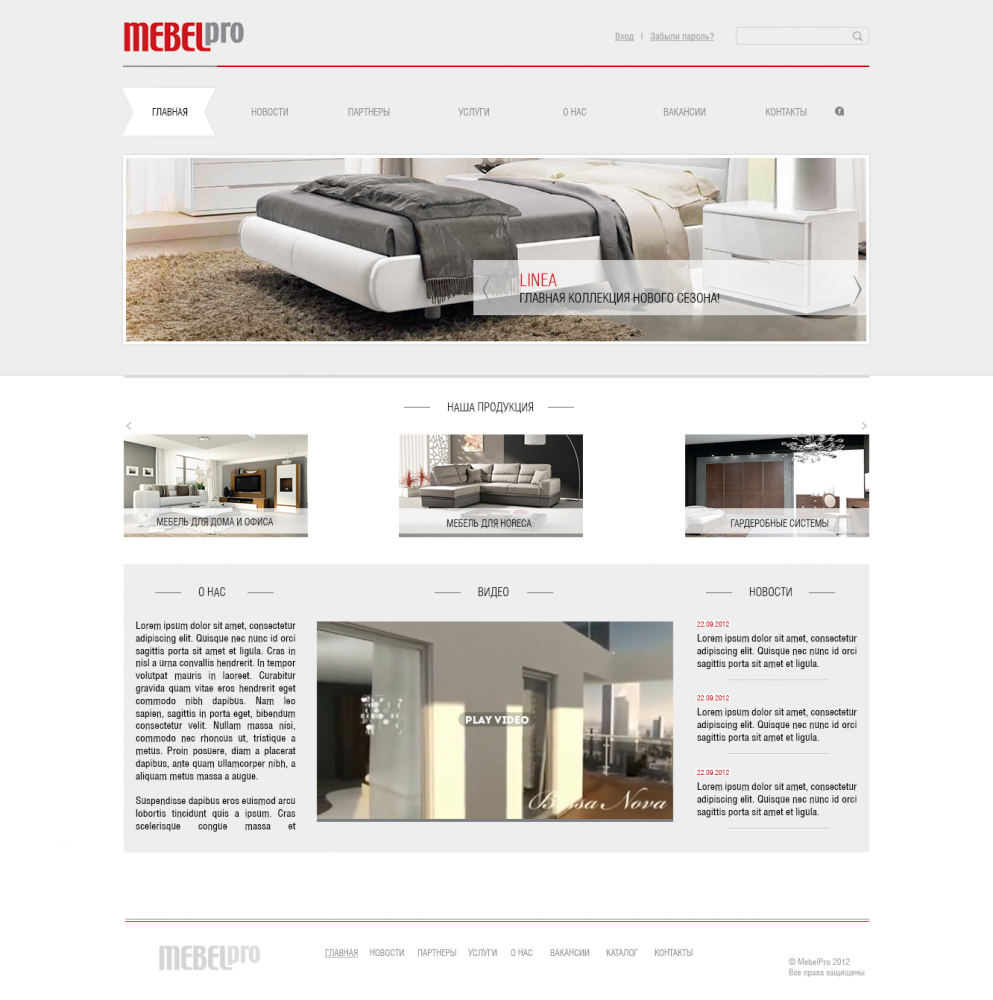 MEBELpro
Вход | Забыли пароль?
ГЛАВНАЯ НОВОСТИ ПАРТНЕРЫ УСЛУГИ О НАС ВАКАНСИИ КОНТАКТЫ
LINEA
ГЛАВНАЯ КОЛЛЕКЦИЯ НОВОГО СЕЗОНА!
НАША ПРОДУКЦИЯ
МЕБЕЛЬ ДЛЯ ДОМА И ОФИСА
МЕБЕЛЬ ДЛЯ HORECA
ГАРДЕРОБНЫЕ СИСТЕМЫ
О НАС
Lorem ipsum dolor sit amet, consectetur
adipiscing elit. Quisque nec nunc id orci
sagittis porta sit amet et ligula. Cras in
nisl a urna convallis hendrerit. In tempor
volutpat mauris in laoreet. Curabitur
gravida quam vitae eros hendrerit eget
commodo nibh dapibus. Nam leo
sapien, sagittis in porta eget, bibendum
consectetur velit. Nullam massa nisi,
commodo nec rhoncus ut, tristique a
metus. Proin posuere, diam a placerat
dapibus, ante quam ullamcorper nibh, a
aliquam metus massa a augue.
Suspendisse dapibus eros euismod arcu
lobortis tincidunt quis a ipsum. Cras
scelerisque congue massa et
ВИДЕО
PLAY VIDEO
Bossa Nova
НОВОСТИ
22.09.2012
Lorem ipsum dolor sit amet, consectetur
adipiscing elit. Quisque nec nunc id orci
sagittis porta sit amet et ligula.
22.09.2012
Lorem ipsum dolor sit amet, consectetur
adipiscing elit. Quisque nec nunc id orci
sagittis porta sit amet et ligula.
22.09.2012
Lorem ipsum dolor sit amet, consectetur
adipiscing elit. Quisque nec nunc id orci
sagittis porta sit amet et ligula.
MEBELpro
ГЛАВНАЯ НОВОСТИ ПАРТНЕРЫ УСЛУГИ О НАС ВАКАНСИИ КАТАЛОГ КОНТАКТЫ
© MebelPro 2012
Все права защищены